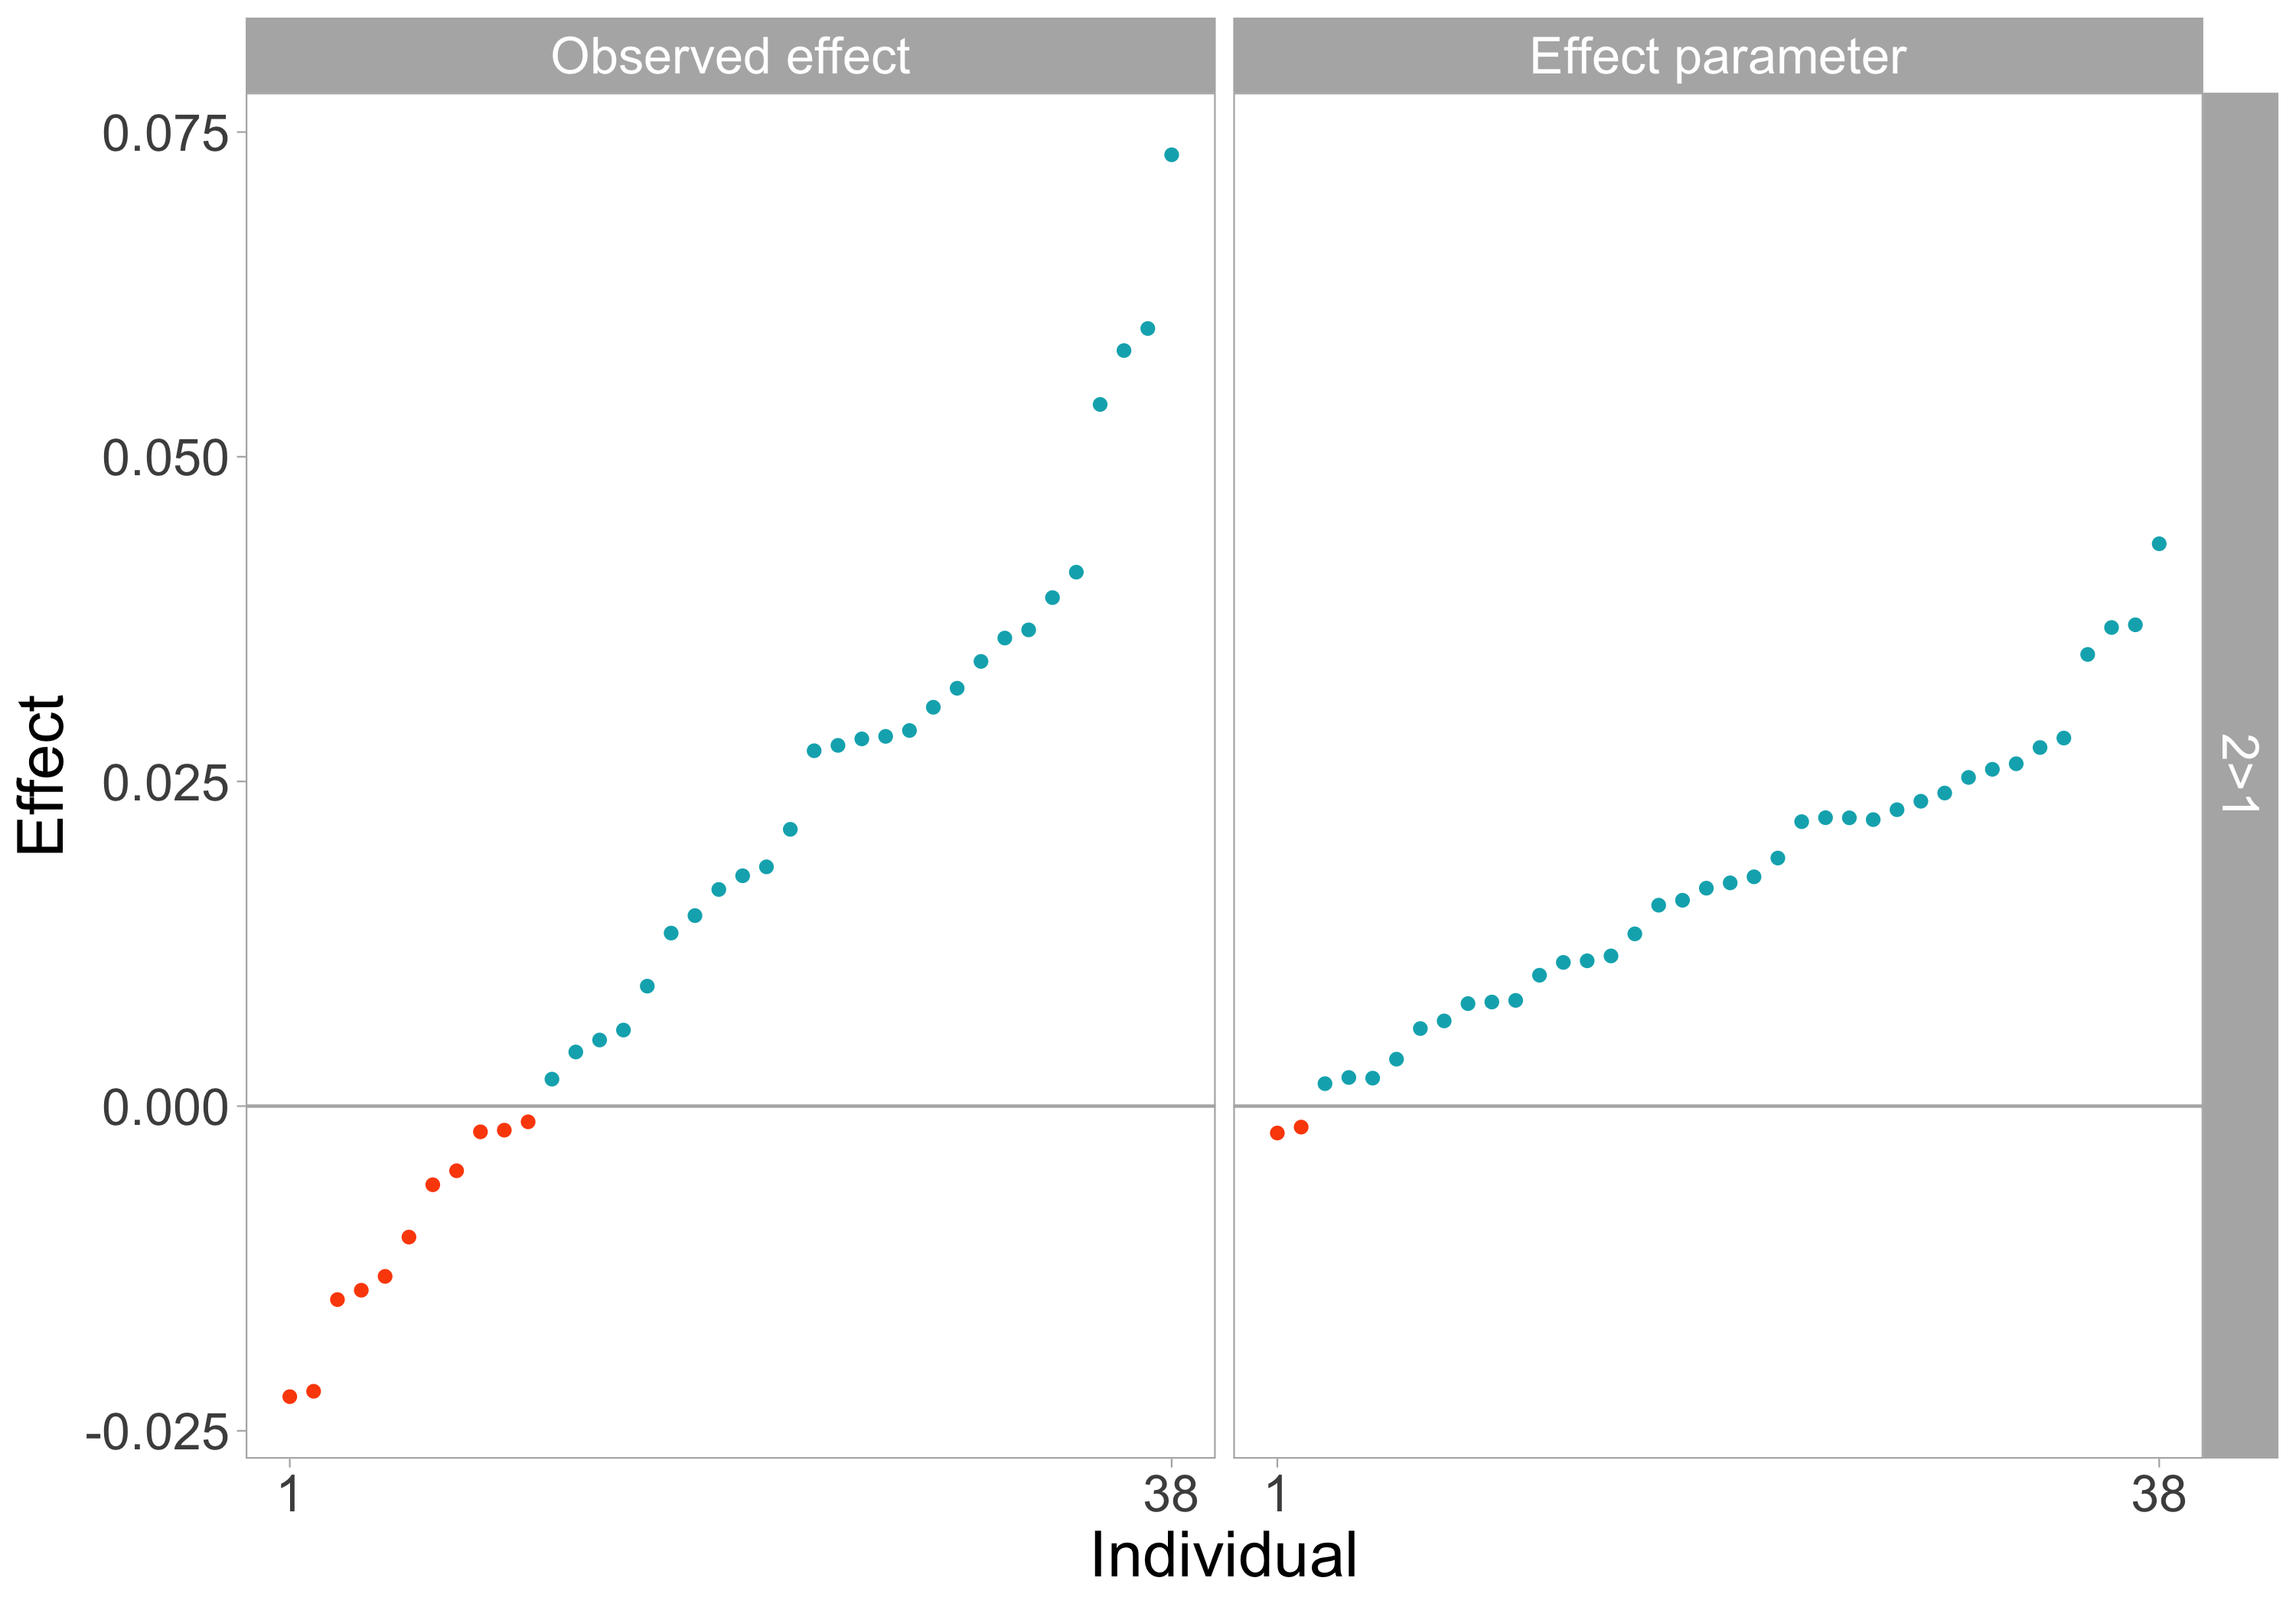 Observed effect
Effect parameter
Effect
0.075
0.050
0.025
0.000
-0.025
2>1
1
38
1
38
Individual